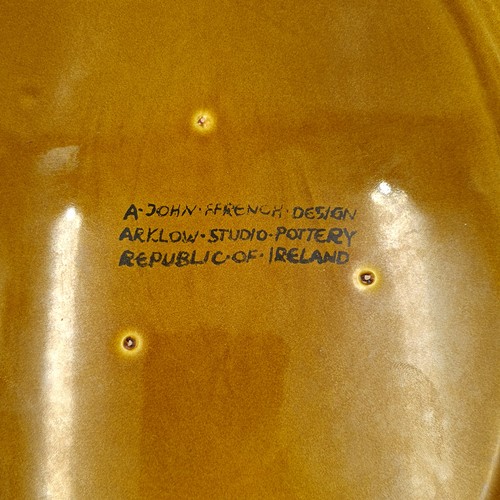 A·JOHN·FFRENCH·DESIGN
ARKLOW·STUDIO·POTTERY
REPUBLIC·OF·IRELAND